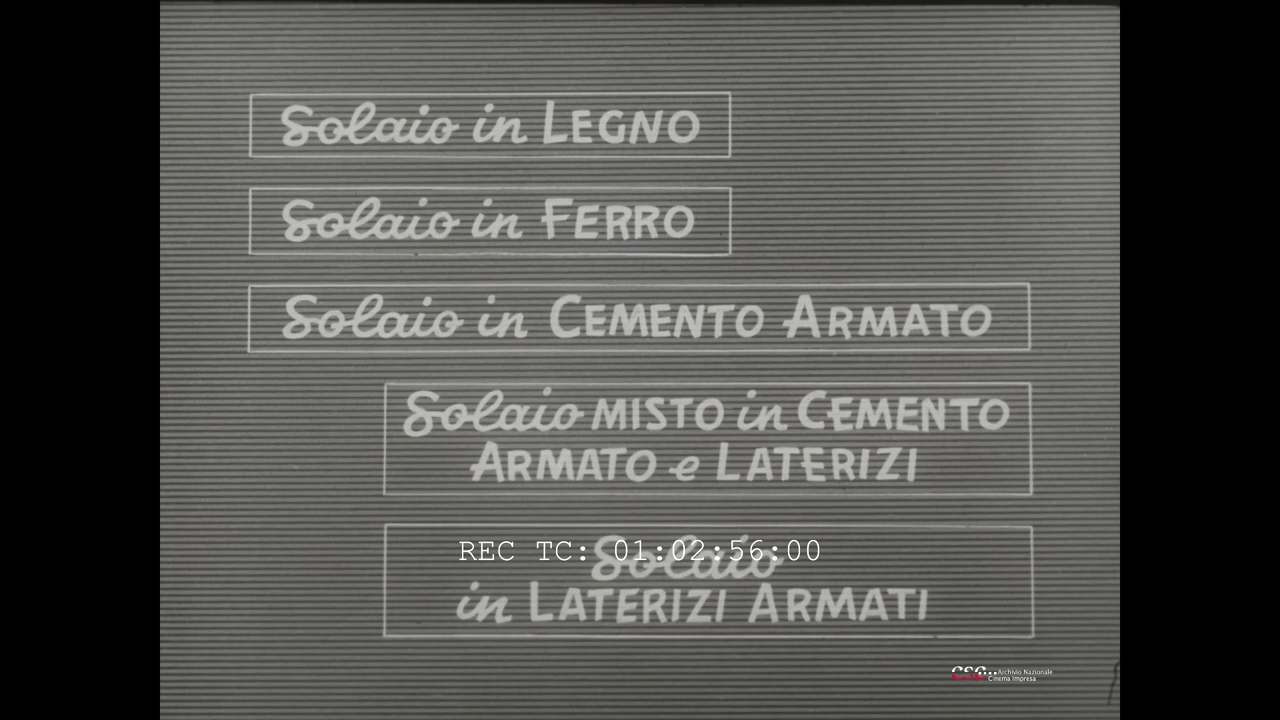 Solaio in LEGNO
Solaio in FERRO
Solaio in CEMENTO ARMATO
Solaio MISTO in CEMENTO
ARMATO e LATERIZI
REC TC: 01:02:56:00
Solaio
in LATERIZI ARMATI
CSC
Archivio Nazionale
Cinema Impresa